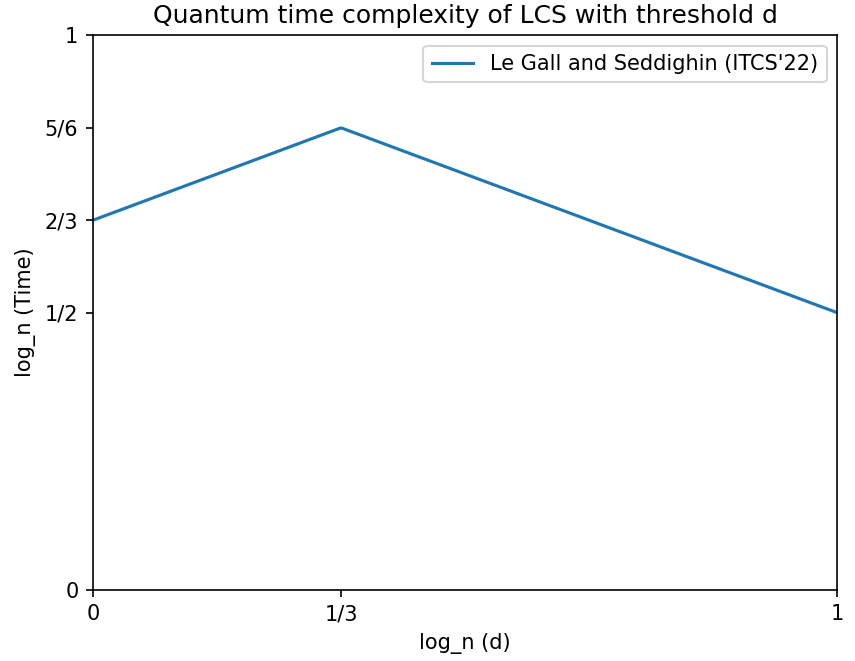 Quantum time complexity of LCS with threshold d
Le Gall and Seddighin (ITCS'22)
1
5/6
2/3
1/2
0
log_n (Time)
0
1/3
1
log_n (d)